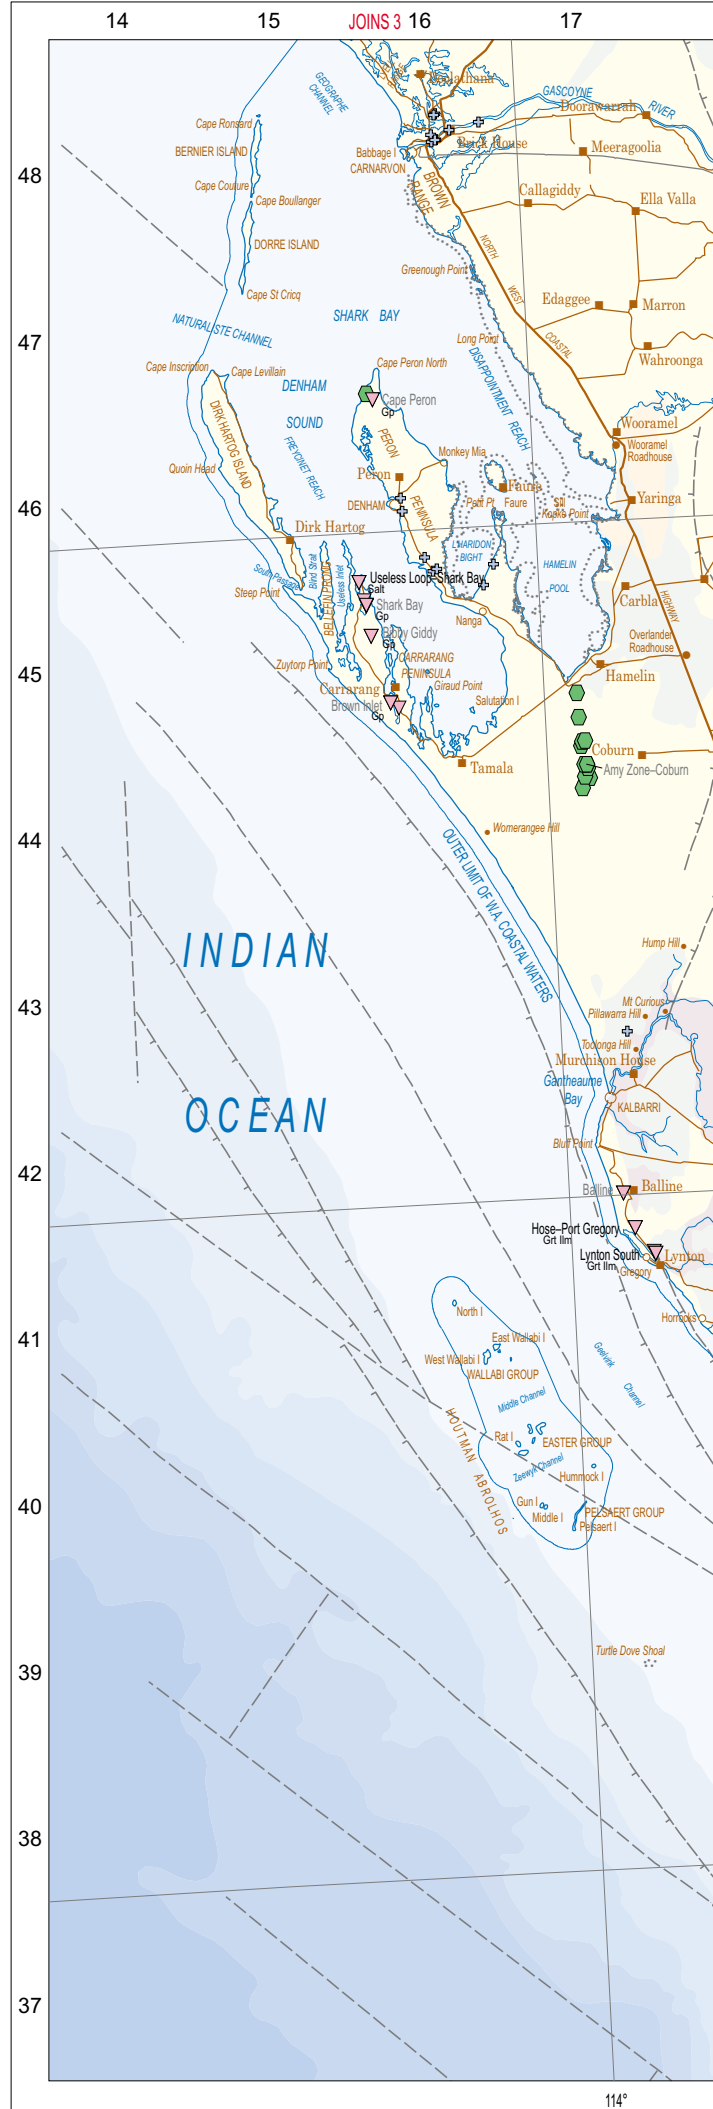 14
15
JOINS 3
16
17
48
47
46
45
44
43
42
41
40
39
38
37
GEOGRAPHE
CHANNEL
GASCOYNE
RIVER
Doorawarrah
Cape Ronsard
BERNIER ISLAND
Babbage I
CARNARVON
Brick House
Meeragoolia
BROWN
RANGE
Cape Couture
Cape Boullanger
Callagiddy
Ella Valla
DORRE ISLAND
NORTH
WEST
COASTAL
HIGHWAY
Greenough Point
Cape St Cricq
Edaggee
Marron
NATURALISTE CHANNEL
SHARK BAY
Long Point
DISAPPOINTMENT REACH
Wahroonga
Cape Inscription
Cape Levillain
Cape Peron North
DENHAM
SOUND
Cape Peron
Gp
DIRK HARTOG ISLAND
FREYCINET REACH
PERON
PENINSULA
Wooramel
Wooramel
Roadhouse
Quoin Head
Monkey Mia
Peron
Faure
Petit Pt
Faure
Sill
Kopke Point
Yaringa
DENHAM
Dirk Hartog
L'HARIDON
BIGHT
HAMELIN
POOL
South Passage
Steep Point
Blind Strait
BELLEFIN PRONG
Useless Inlet
Useless Loop–Shark Bay
Salt
Shark Bay
Gp
Nanga
Carbla
Bibby Giddy
Gp
Overlander
Roadhouse
Zuytorp Point
CARRARANG
PENINSULA
Hamelin
Carrarang
Giraud Point
Brown Inlet
Gp
Salutation I
Coburn
Tamala
Amy Zone–Coburn
Womerangee Hill
OUTER LIMIT OF W.A. COASTAL WATERS
INDIAN
OCEAN
Hump Hill
Mt Curious
Pillawarra Hill
Toolonga Hill
Murchison House
Gantheaume
Bay
KALBARRI
Bluff Point
Balline
Balline
Hose–Port Gregory
Grt Ilm
Lynton South
Grt Ilm
Lynton
Gregory
Horrocks
North I
East Wallabi I
West Wallabi I
WALLABI GROUP
Geelvink
Channel
Middle Channel
HOUTMAN ABROLHOS
Rat I
EASTER GROUP
Zeewyk Channel
Hummock I
Gun I
Middle I
PELSAERT GROUP
Pelsaert I
Turtle Dove Shoal
114°